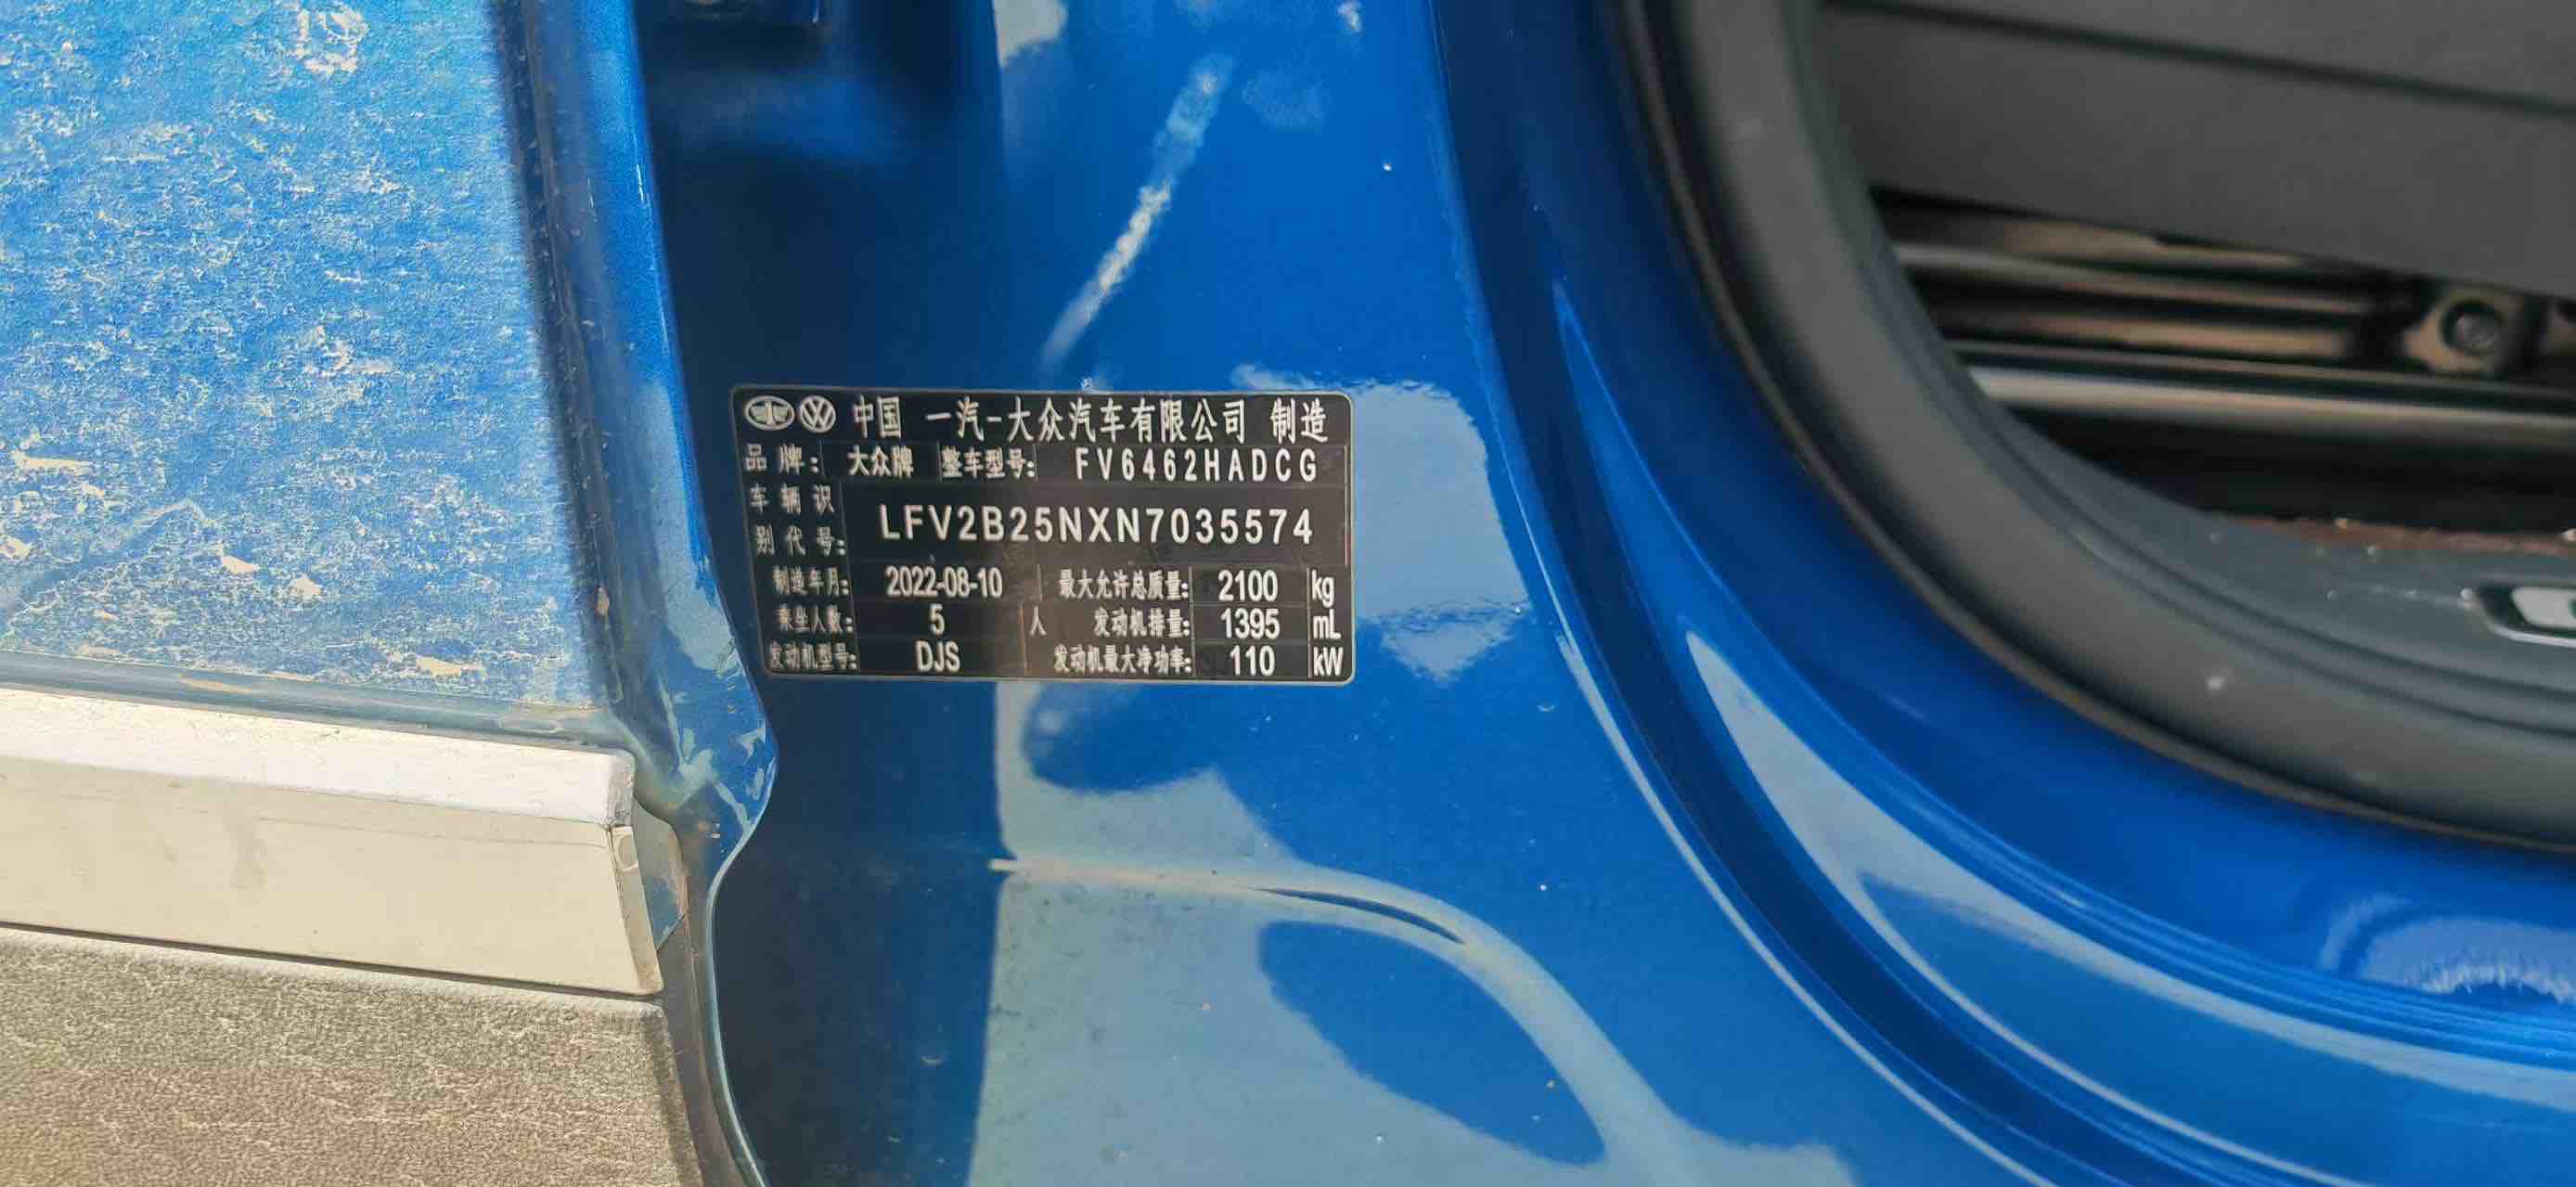 中国 一汽-大众汽车有限公司 制造
品牌: 大众牌 整车型号: FV6462HADCG
车辆识别代号: LFV2B25NXN7035574
制造年月: 2022-08-10 最大允许总质量: 2100 kg
乘坐人数: 5 人 发动机排量: 1395 mL
发动机型号: DJS 发动机最大净功率: 110 kW